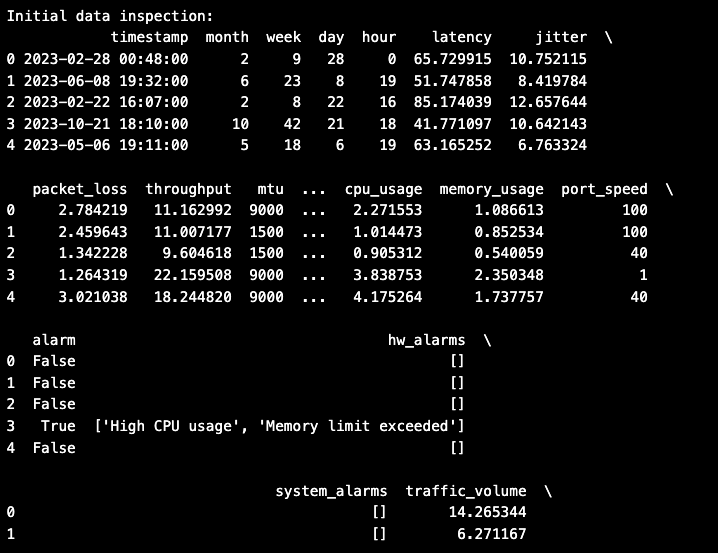 Initial data inspection:
timestamp month week day hour latency jitter \
0 2023-02-28 00:48:00 2 9 28 0 65.729915 10.752115
1 2023-06-08 19:32:00 6 23 8 19 51.747858 8.419784
2 2023-02-22 16:07:00 2 8 22 16 85.174039 12.657644
3 2023-10-21 18:10:00 10 42 21 18 41.771097 10.642143
4 2023-05-06 19:11:00 5 18 6 19 63.165252 6.763324
packet_loss throughput mtu ... cpu_usage memory_usage port_speed \
0 2.784219 11.162992 9000 ... 2.271553 1.086613 100
1 2.459643 11.007177 1500 ... 1.014473 0.852534 100
2 1.342228 9.604618 1500 ... 0.905312 0.540059 40
3 1.264319 22.159508 9000 ... 3.838753 2.350348 1
4 3.021038 18.244820 9000 ... 4.175264 1.737757 40
alarm hw_alarms \
0 False []
1 False []
2 False []
3 True ['High CPU usage', 'Memory limit exceeded']
4 False []
system_alarms traffic_volume \
0 [] 14.265344
1 [] 6.271167